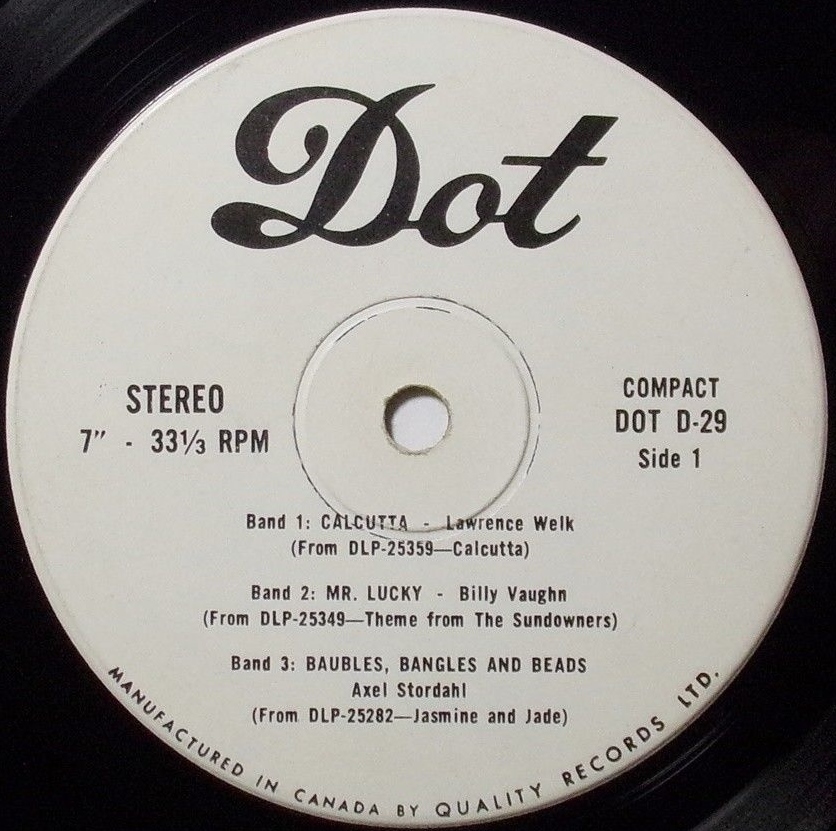 Dot
STEREO
7" - 33⅓ RPM
COMPACT
DOT D-29
Side 1
Band 1: CALCUTTA - Lawrence Welk
(From DLP-25359—Calcutta)
Band 2: MR. LUCKY - Billy Vaughn
(From DLP-25349—Theme from The Sundowners)
Band 3: BAUBLES, BANGLES AND BEADS
Axel Stordahl
(From DLP-25282—Jasmine and Jade)
MANUFACTURED IN CANADA BY QUALITY RECORDS LTD.